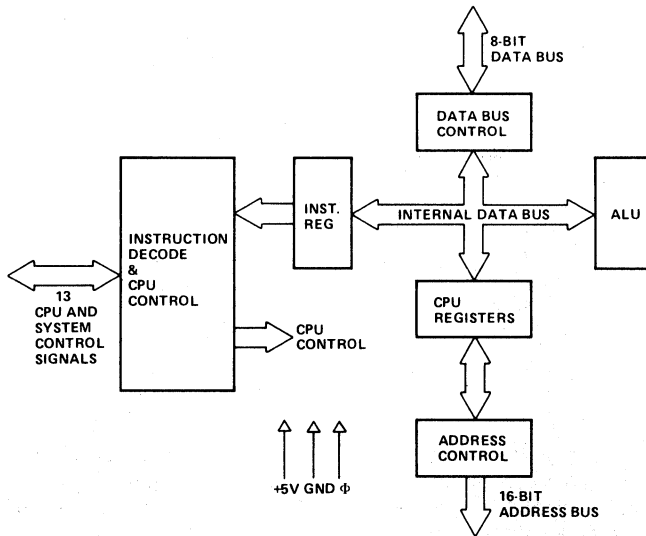 8-BIT
DATA BUS
DATA BUS
CONTROL
INSTRUCTION
DECODE
&
CPU
CONTROL
INST.
REG
INTERNAL DATA BUS
ALU
13
CPU AND
SYSTEM
CONTROL
SIGNALS
CPU
CONTROL
CPU
REGISTERS
ADDRESS
CONTROL
+5V GND Φ
16-BIT
ADDRESS BUS